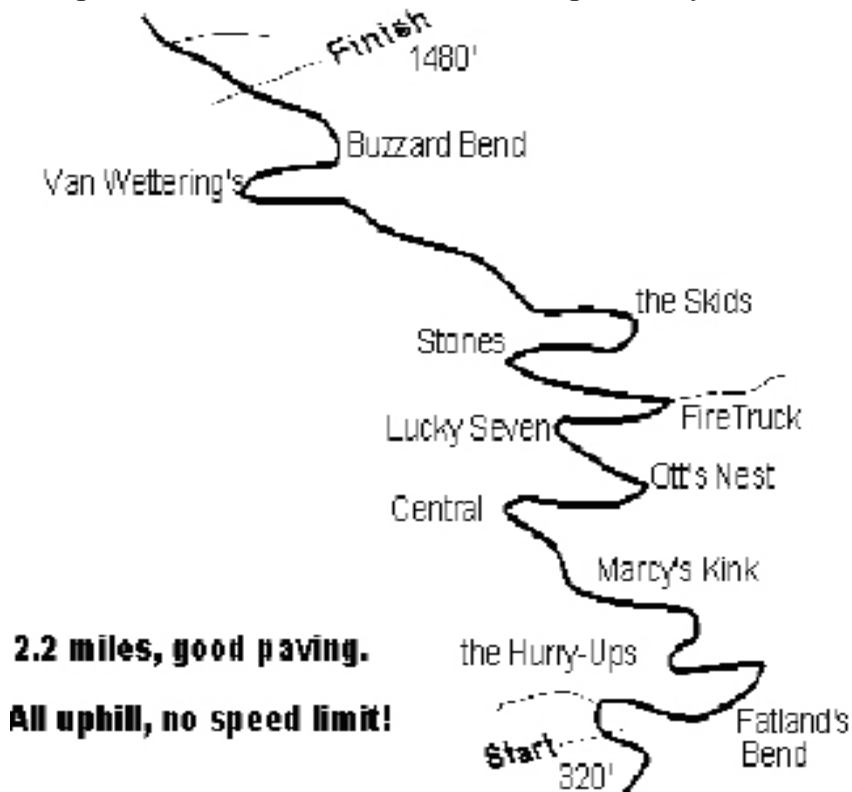 Finish
1480'
Buzzard Bend
Van Wettering's
the Skids
Stones
FireTruck
Lucky Seven
Ott's Nest
Central
Marcy's Kink
2.2 miles, good paving.
the Hurry-Ups
All uphill, no speed limit!
Fatland's
Bend
Start
320'